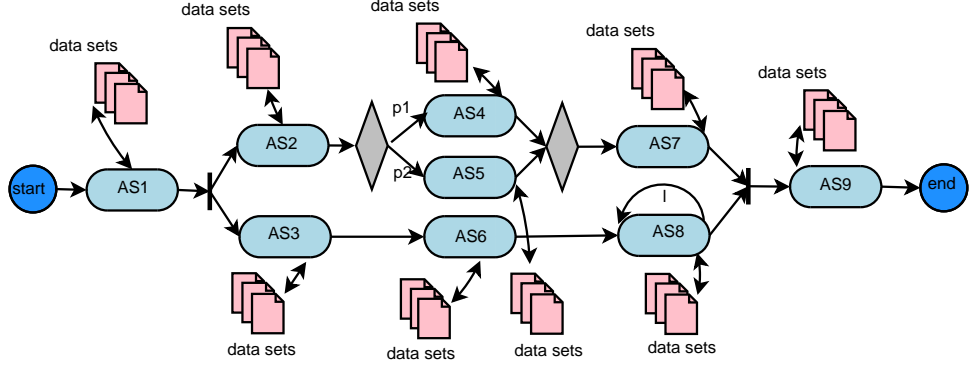 data sets
data sets
data sets
data sets
data sets
p1
AS4
AS2
AS7
p2
AS5
start
AS1
AS9
end
l
AS3
AS6
AS8
data sets
data sets
data sets
data sets